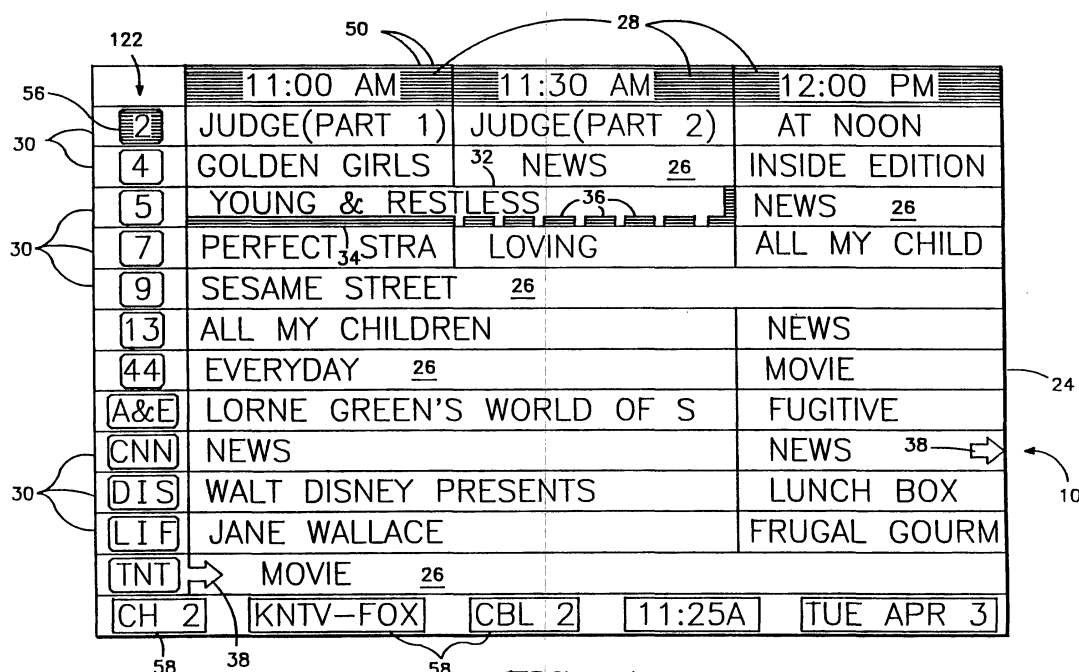 50
28
122
11:00 AM 11:30 AM 12:00 PM
56
2 JUDGE(PART 1) JUDGE(PART 2) AT NOON
30
32
4 GOLDEN GIRLS NEWS 26 INSIDE EDITION
5 YOUNG & RESTLESS 36 NEWS 26
30
7 PERFECT STRA 34 LOVING ALL MY CHILD
9 SESAME STREET 26
13 ALL MY CHILDREN NEWS
44 EVERYDAY 26 MOVIE
24
A&E LORNE GREEN'S WORLD OF S FUGITIVE
CNN NEWS NEWS 38
10
30
DIS WALT DISNEY PRESENTS LUNCH BOX
LIF JANE WALLACE FRUGAL GOURM
TNT MOVIE 26
CH 2 KNTV-FOX CBL 2 11:25A TUE APR 3
58 38 58